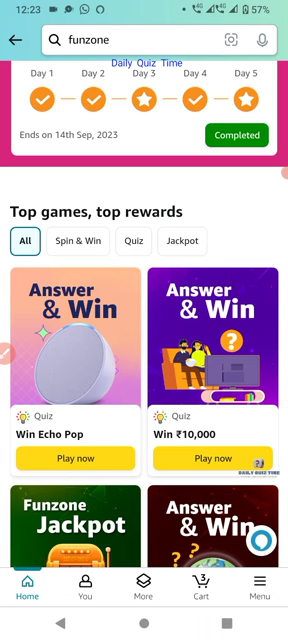 12:23
57%
funzone
Daily Quiz Time
Day 1 Day 2 Day 3 Day 4 Day 5
Ends on 14th Sep, 2023
Completed
Top games, top rewards
All Spin & Win Quiz Jackpot
Answer
& Win
Quiz
Win Echo Pop
Play now
Answer
& Win
?
Quiz
Win ₹10,000
Play now
DAILY QUIZ TIME
Funzone
Jackpot
Answer
& Win
? ?
3
Home You More Cart Menu